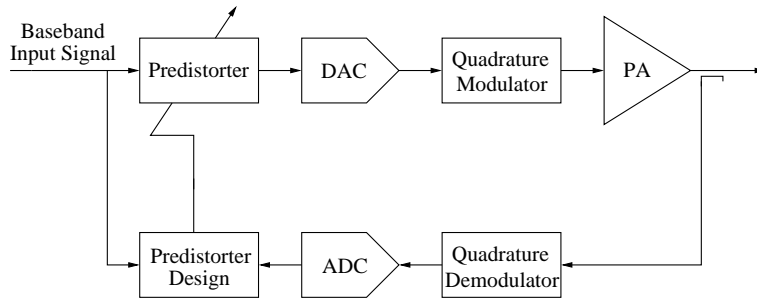 Baseband
Input Signal
Predistorter
DAC
Quadrature
Modulator
PA
Predistorter
Design
ADC
Quadrature
Demodulator